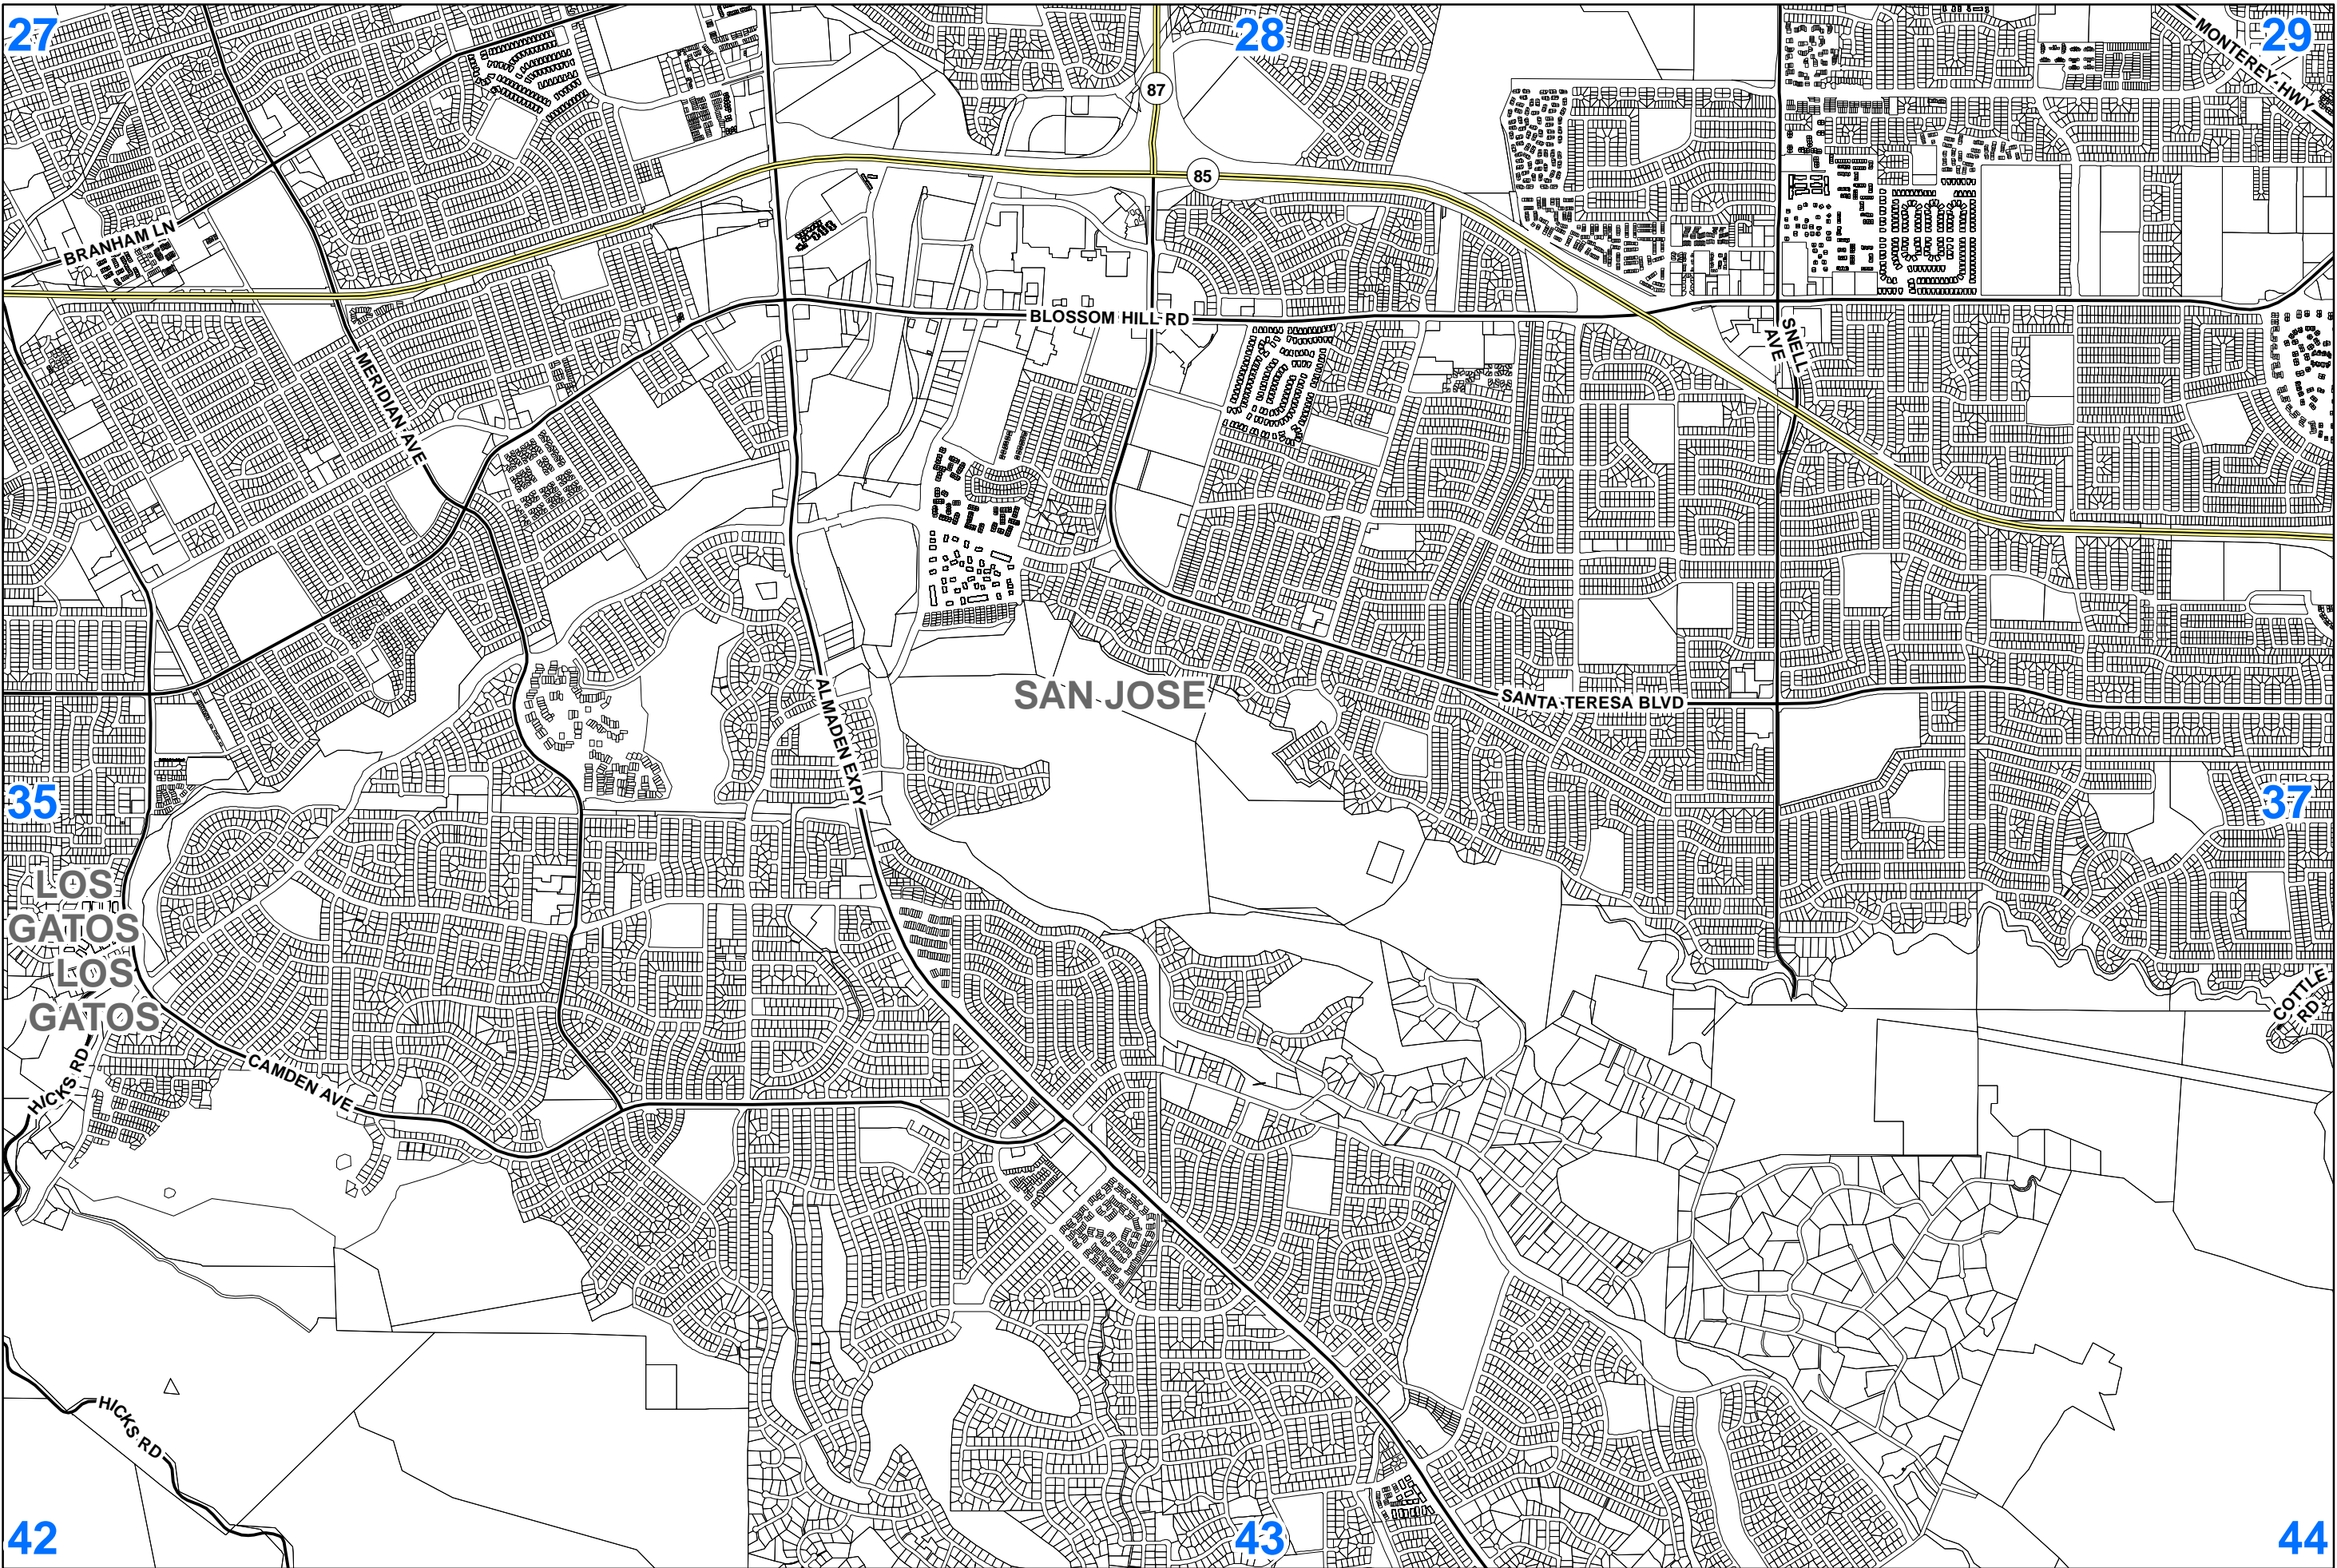 27
28
29
MONTEREY HWY
87
85
BRANHAM LN
BLOSSOM HILL RD
SNELL
AVE
MERIDIAN AVE
SAN JOSE
SANTA TERESA BLVD
ALMADEN EXPY
35
37
LOS
GATOS
LOS
GATOS
COTTLE
RD
HICKS RD
CAMDEN AVE
HICKS RD
42
43
44